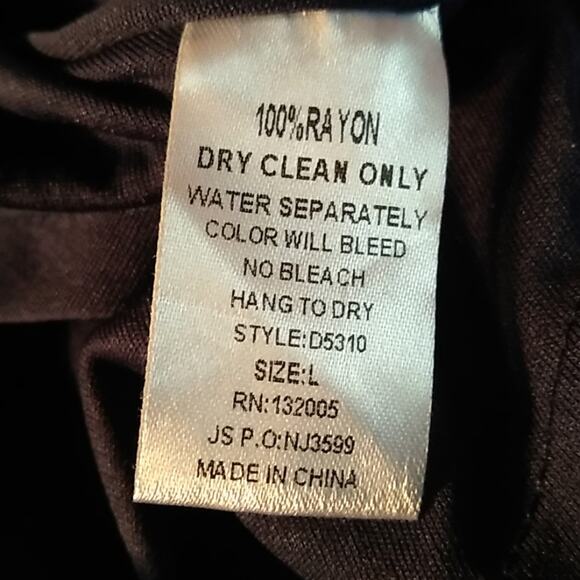 100%RAYON
DRY CLEAN ONLY
WATER SEPARATELY
COLOR WILL BLEED
NO BLEACH
HANG TO DRY
STYLE:D5310
SIZE:L
RN:132005
JS P.O:NJ3599
MADE IN CHINA